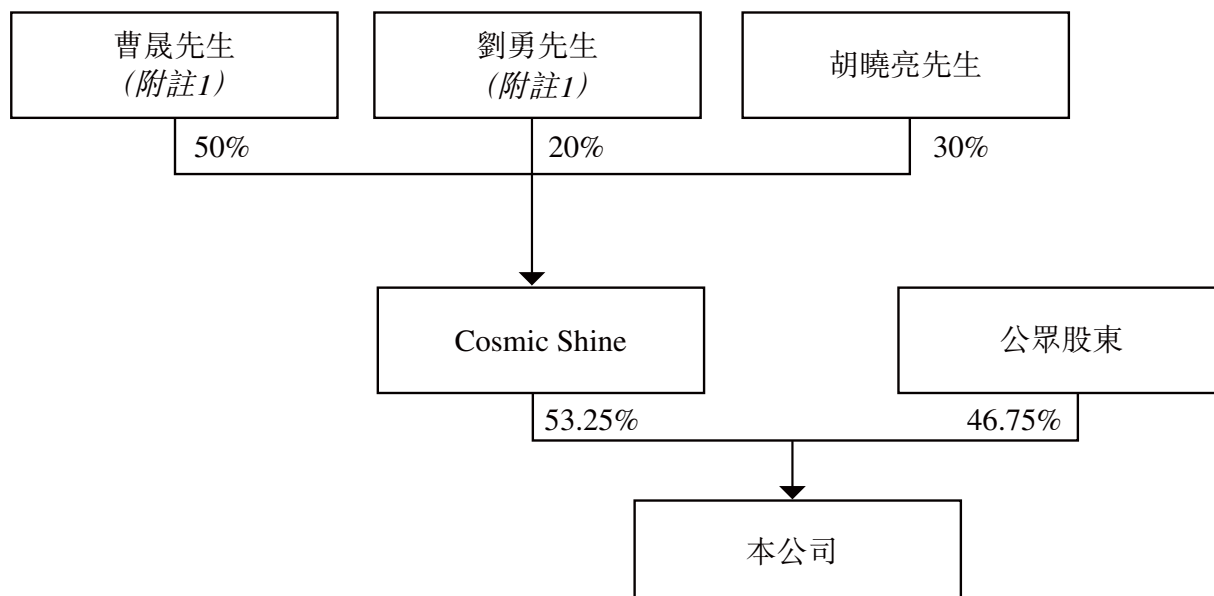 曹晟先生
(附註1)
劉勇先生
(附註1)
胡曉亮先生
50%
20%
30%
Cosmic Shine
公眾股東
53.25%
46.75%
本公司